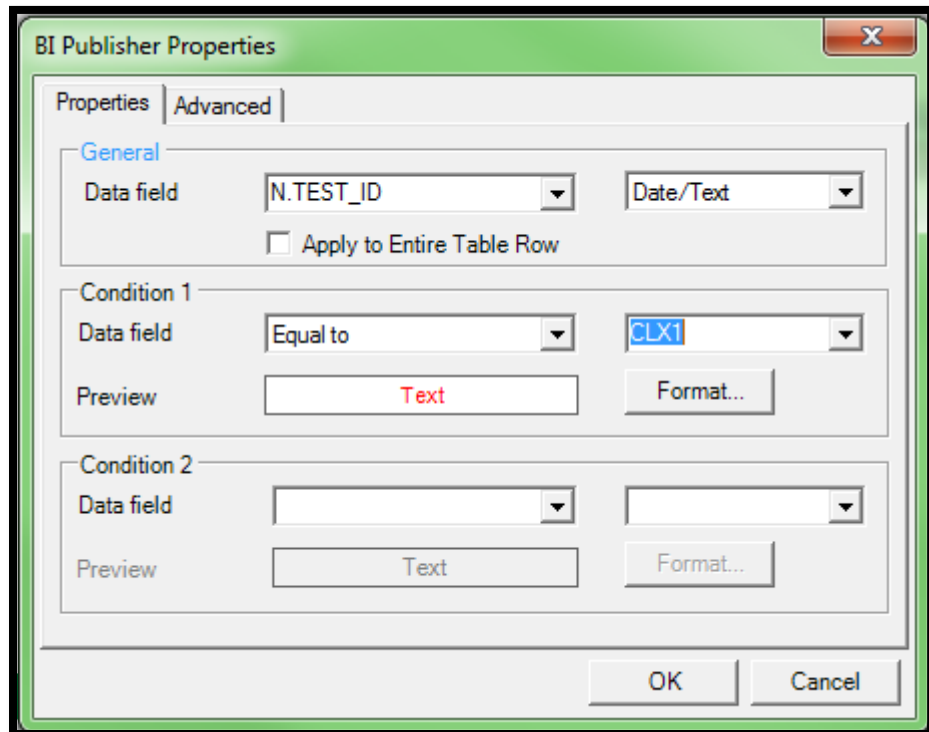 BI Publisher Properties
Properties Advanced
General
Data field N.TEST_ID Date/Text
Apply to Entire Table Row
Condition 1
Data field Equal to CLX1
Preview Text Format...
Condition 2
Data field
Preview Text Format...
OK Cancel